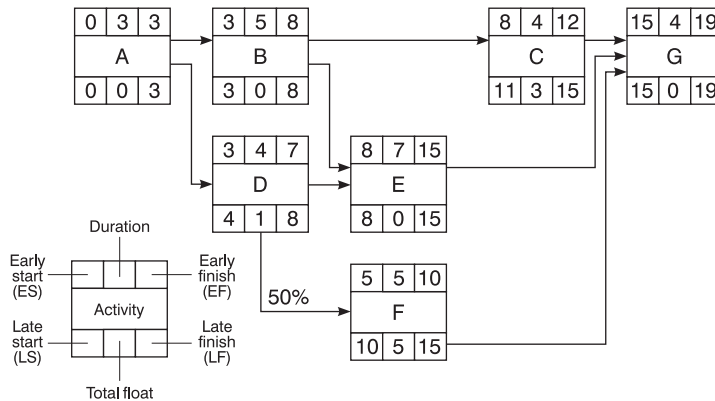 0 3 3
A
0 0 3
3 5 8
B
3 0 8
8 4 12
C
11 3 15
15 4 19
G
15 0 19
3 4 7
D
4 1 8
8 7 15
E
8 0 15
50%
5 5 10
F
10 5 15
Duration
Early
start
(ES)
Early
finish
(EF)
Activity
Late
start
(LS)
Late
finish
(LF)
Total float